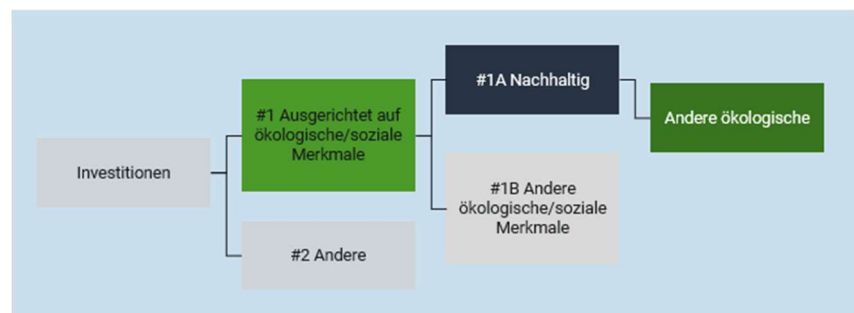 Investitionen
#1 Ausgerichtet auf
ökologische/soziale
Merkmale
#2 Andere
#1A Nachhaltig
#1B Andere
ökologische/soziale
Merkmale
Andere ökologische